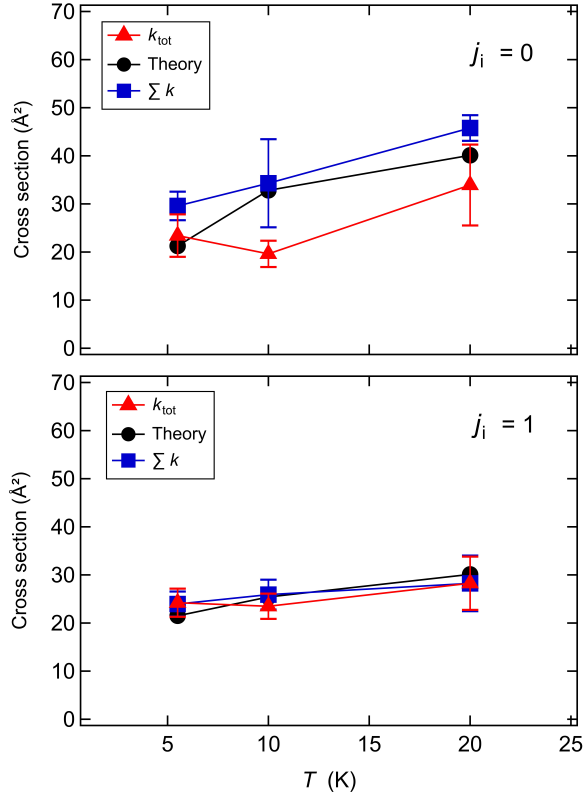 70
60
50
40
30
20
10
0
Cross section (Å²)
k_tot
Theory
∑ k
j_i = 0
70
60
50
40
30
20
10
0
Cross section (Å²)
k_tot
Theory
∑ k
j_i = 1
5 10 15 20 25
T (K)